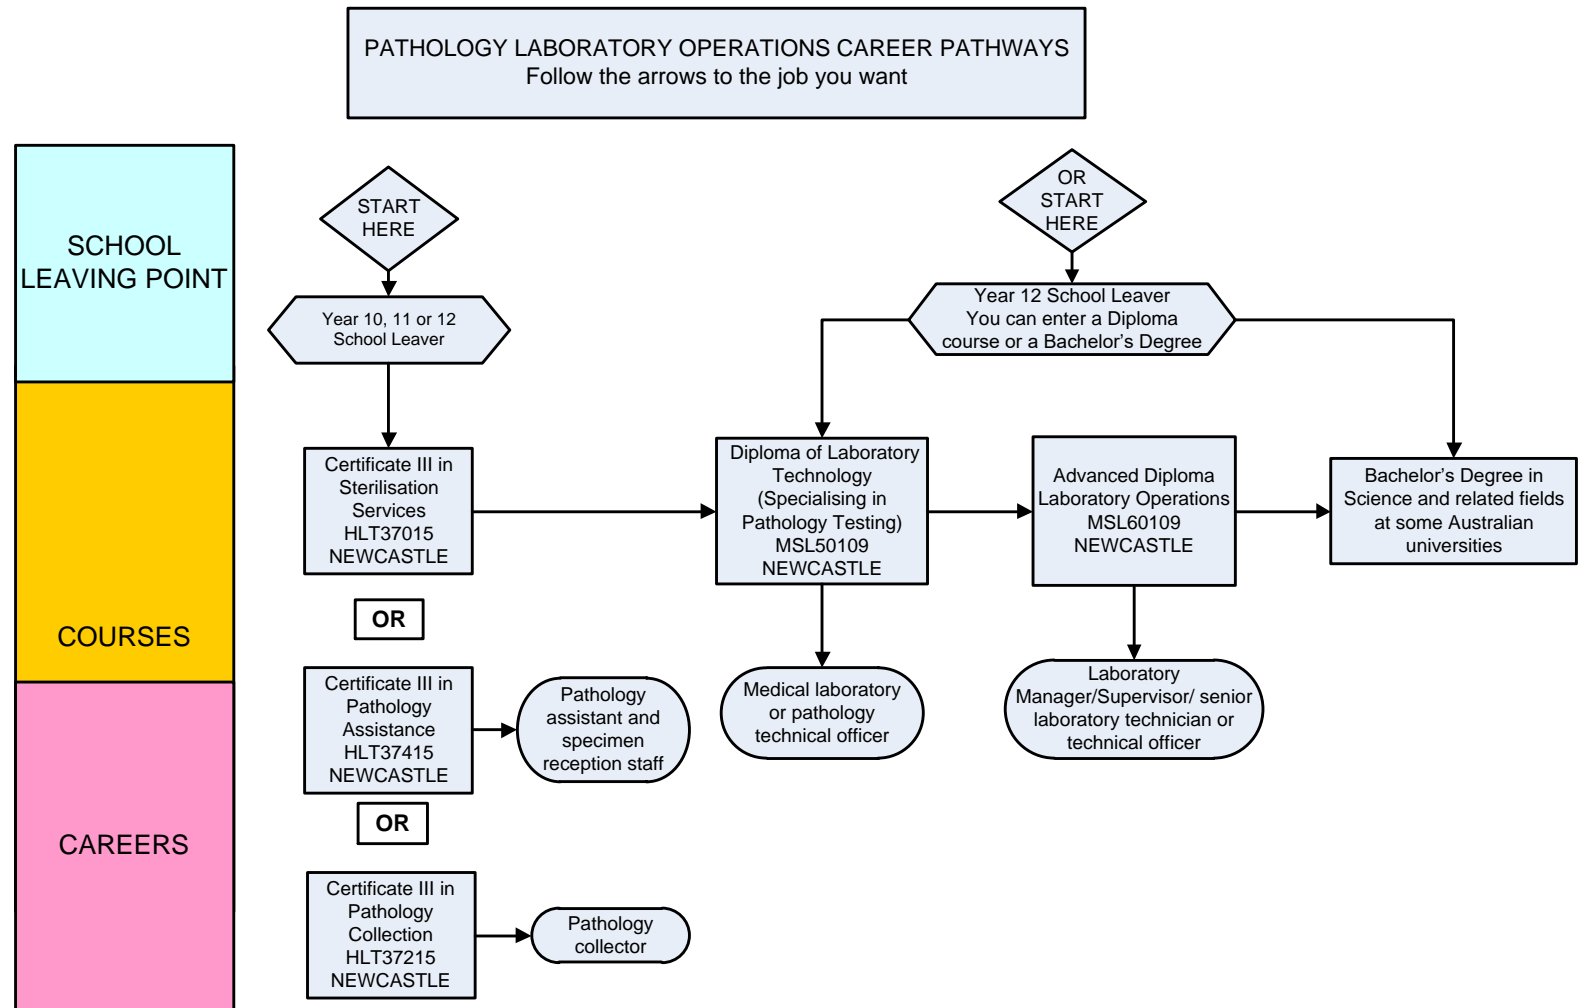 PATHOLOGY LABORATORY OPERATIONS CAREER PATHWAYS
Follow the arrows to the job you want
SCHOOL
LEAVING POINT
START
HERE
OR
START
HERE
Year 10, 11 or 12
School Leaver
Year 12 School Leaver
You can enter a Diploma
course or a Bachelor's Degree
COURSES
Certificate III in
Sterilisation
Services
HLT37015
NEWCASTLE
Diploma of Laboratory
Technology
(Specialising in
Pathology Testing)
MSL50109
NEWCASTLE
Advanced Diploma
Laboratory Operations
MSL60109
NEWCASTLE
Bachelor's Degree in
Science and related fields
at some Australian
universities
OR
CAREERS
Certificate III in
Pathology
Assistance
HLT37415
NEWCASTLE
Pathology
assistant and
specimen
reception staff
Medical laboratory
or pathology
technical officer
Laboratory
Manager/Supervisor/ senior
laboratory technician or
technical officer
OR
Certificate III in
Pathology
Collection
HLT37215
NEWCASTLE
Pathology
collector